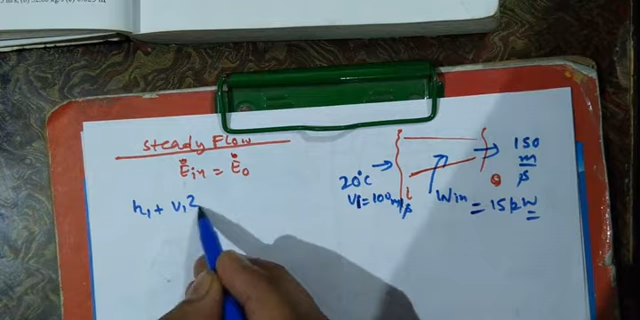 steady Flow
Ėin = Ėo
h1 + V1²
20°C
V1 = 100 m/s
Win = 15 kW
150
m
s